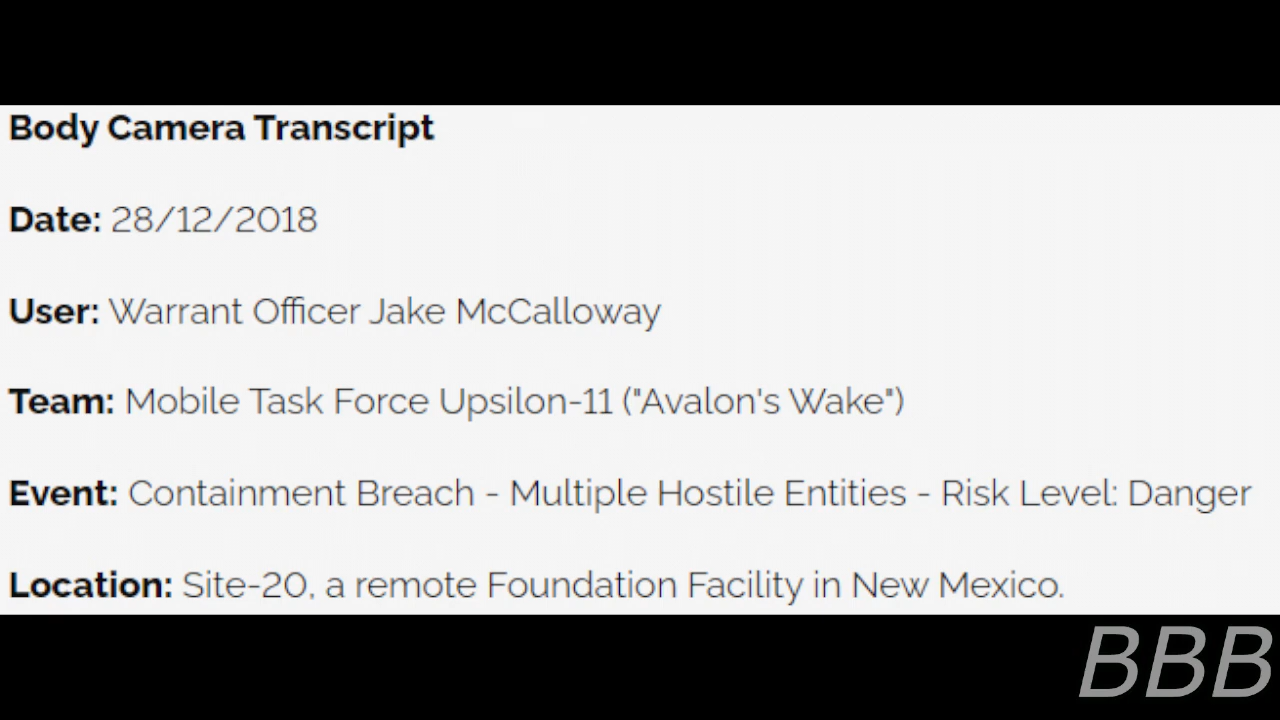 Body Camera Transcript
Date: 28/12/2018
User: Warrant Officer Jake McCalloway
Team: Mobile Task Force Upsilon-11 ("Avalon's Wake")
Event: Containment Breach - Multiple Hostile Entities - Risk Level: Danger
Location: Site-20, a remote Foundation Facility in New Mexico.
BBB